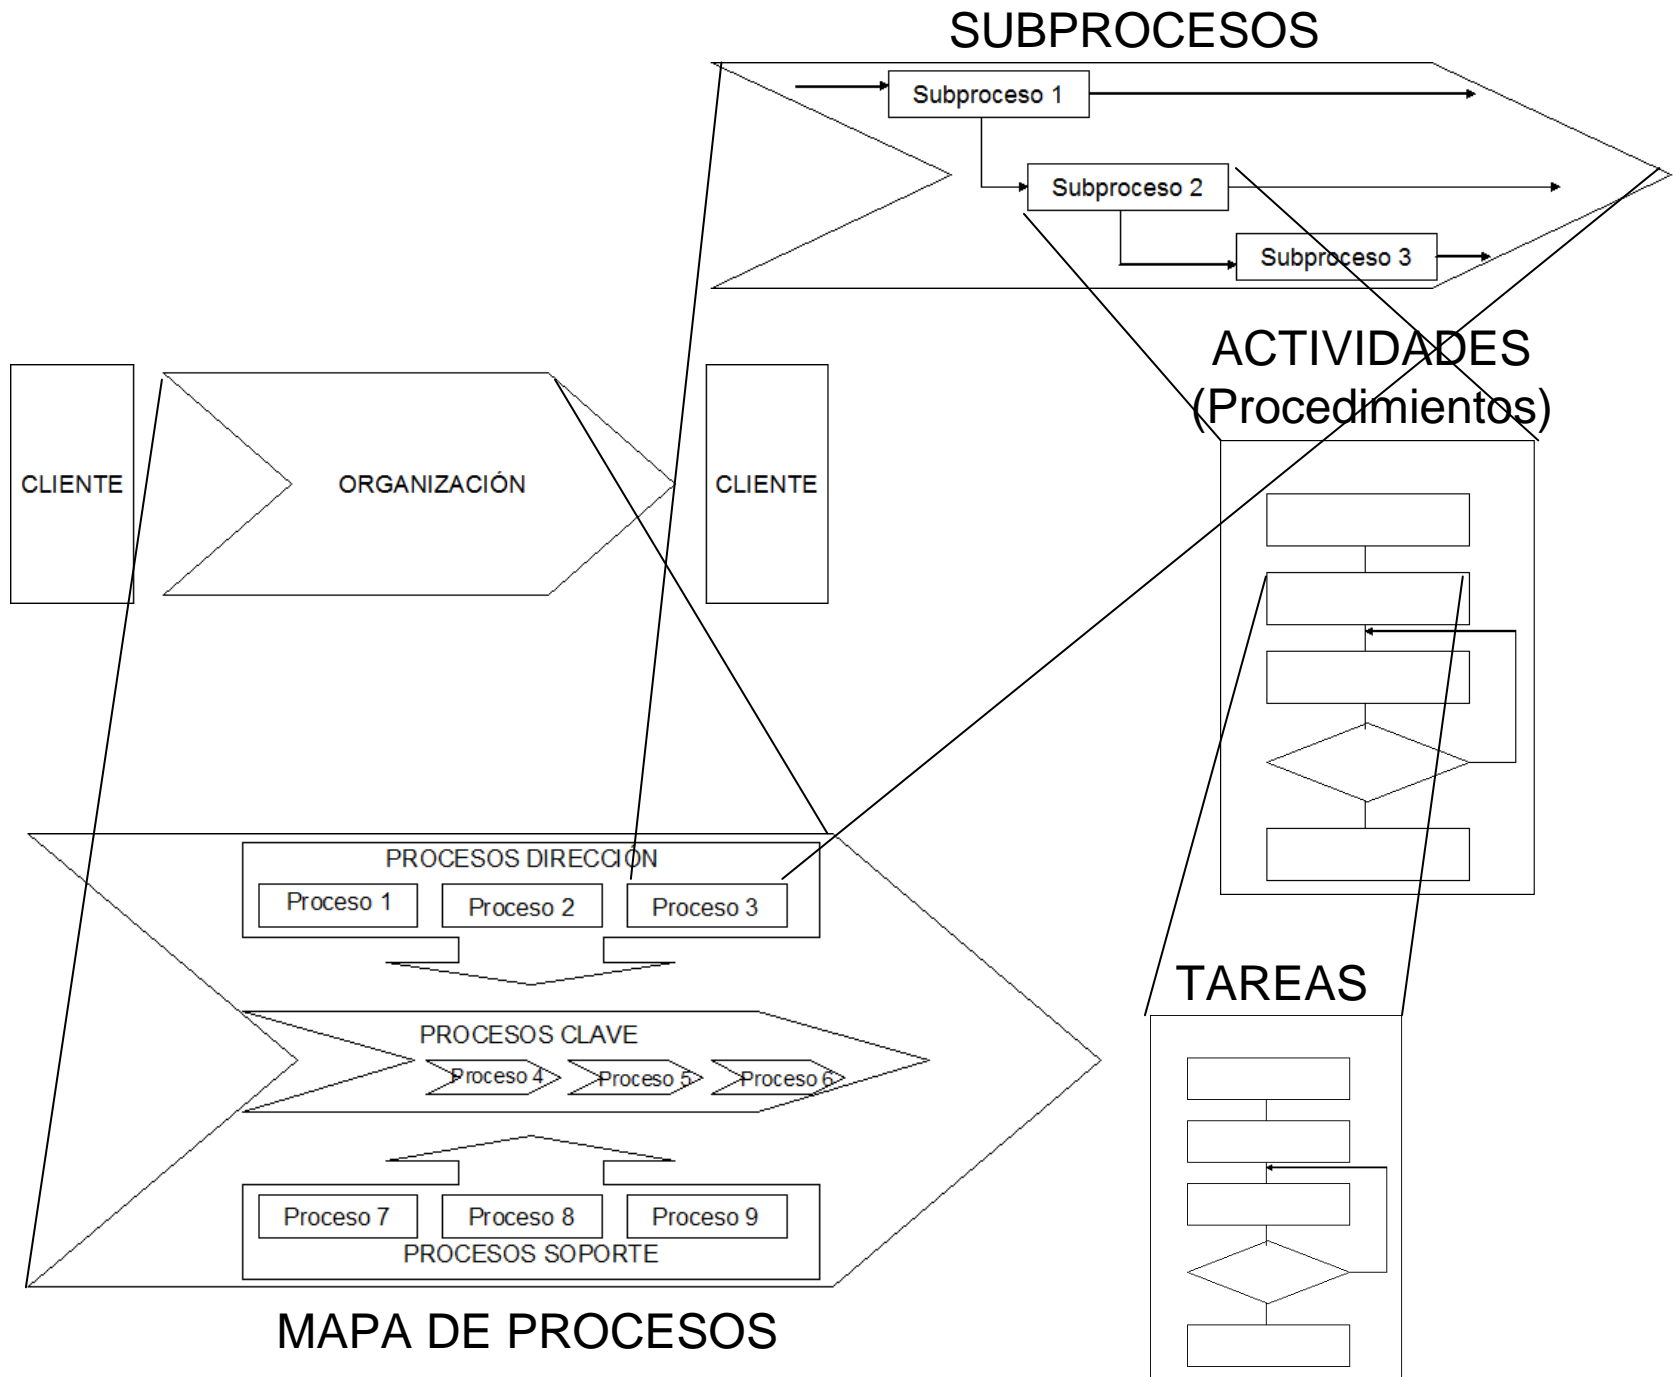 SUBPROCESOS
Subproceso 1
Subproceso 2
Subproceso 3
ACTIVIDADES
(Procedimientos)
CLIENTE
ORGANIZACIÓN
CLIENTE
PROCESOS DIRECCIÓN
Proceso 1
Proceso 2
Proceso 3
TAREAS
PROCESOS CLAVE
Proceso 4
Proceso 5
Proceso 6
Proceso 7
Proceso 8
Proceso 9
PROCESOS SOPORTE
MAPA DE PROCESOS